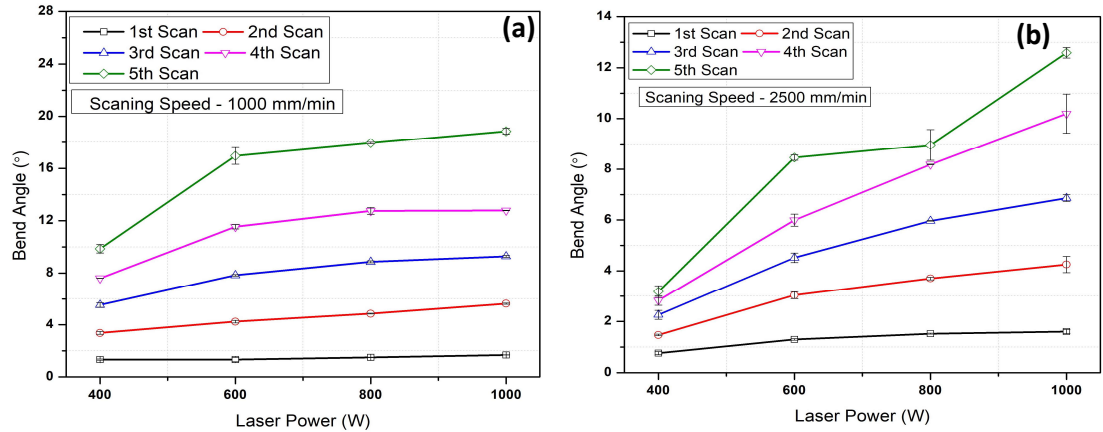 (a)
1st Scan 2nd Scan
3rd Scan 4th Scan
5th Scan
Scaning Speed - 1000 mm/min
Bend Angle (°)
28
24
20
16
12
8
4
0
400 600 800 1000
Laser Power (W)
(b)
1st Scan 2nd Scan
3rd Scan 4th Scan
5th Scan
Scaning Speed - 2500 mm/min
Bend Angle (°)
14
12
10
8
6
4
2
0
400 600 800 1000
Laser Power (W)